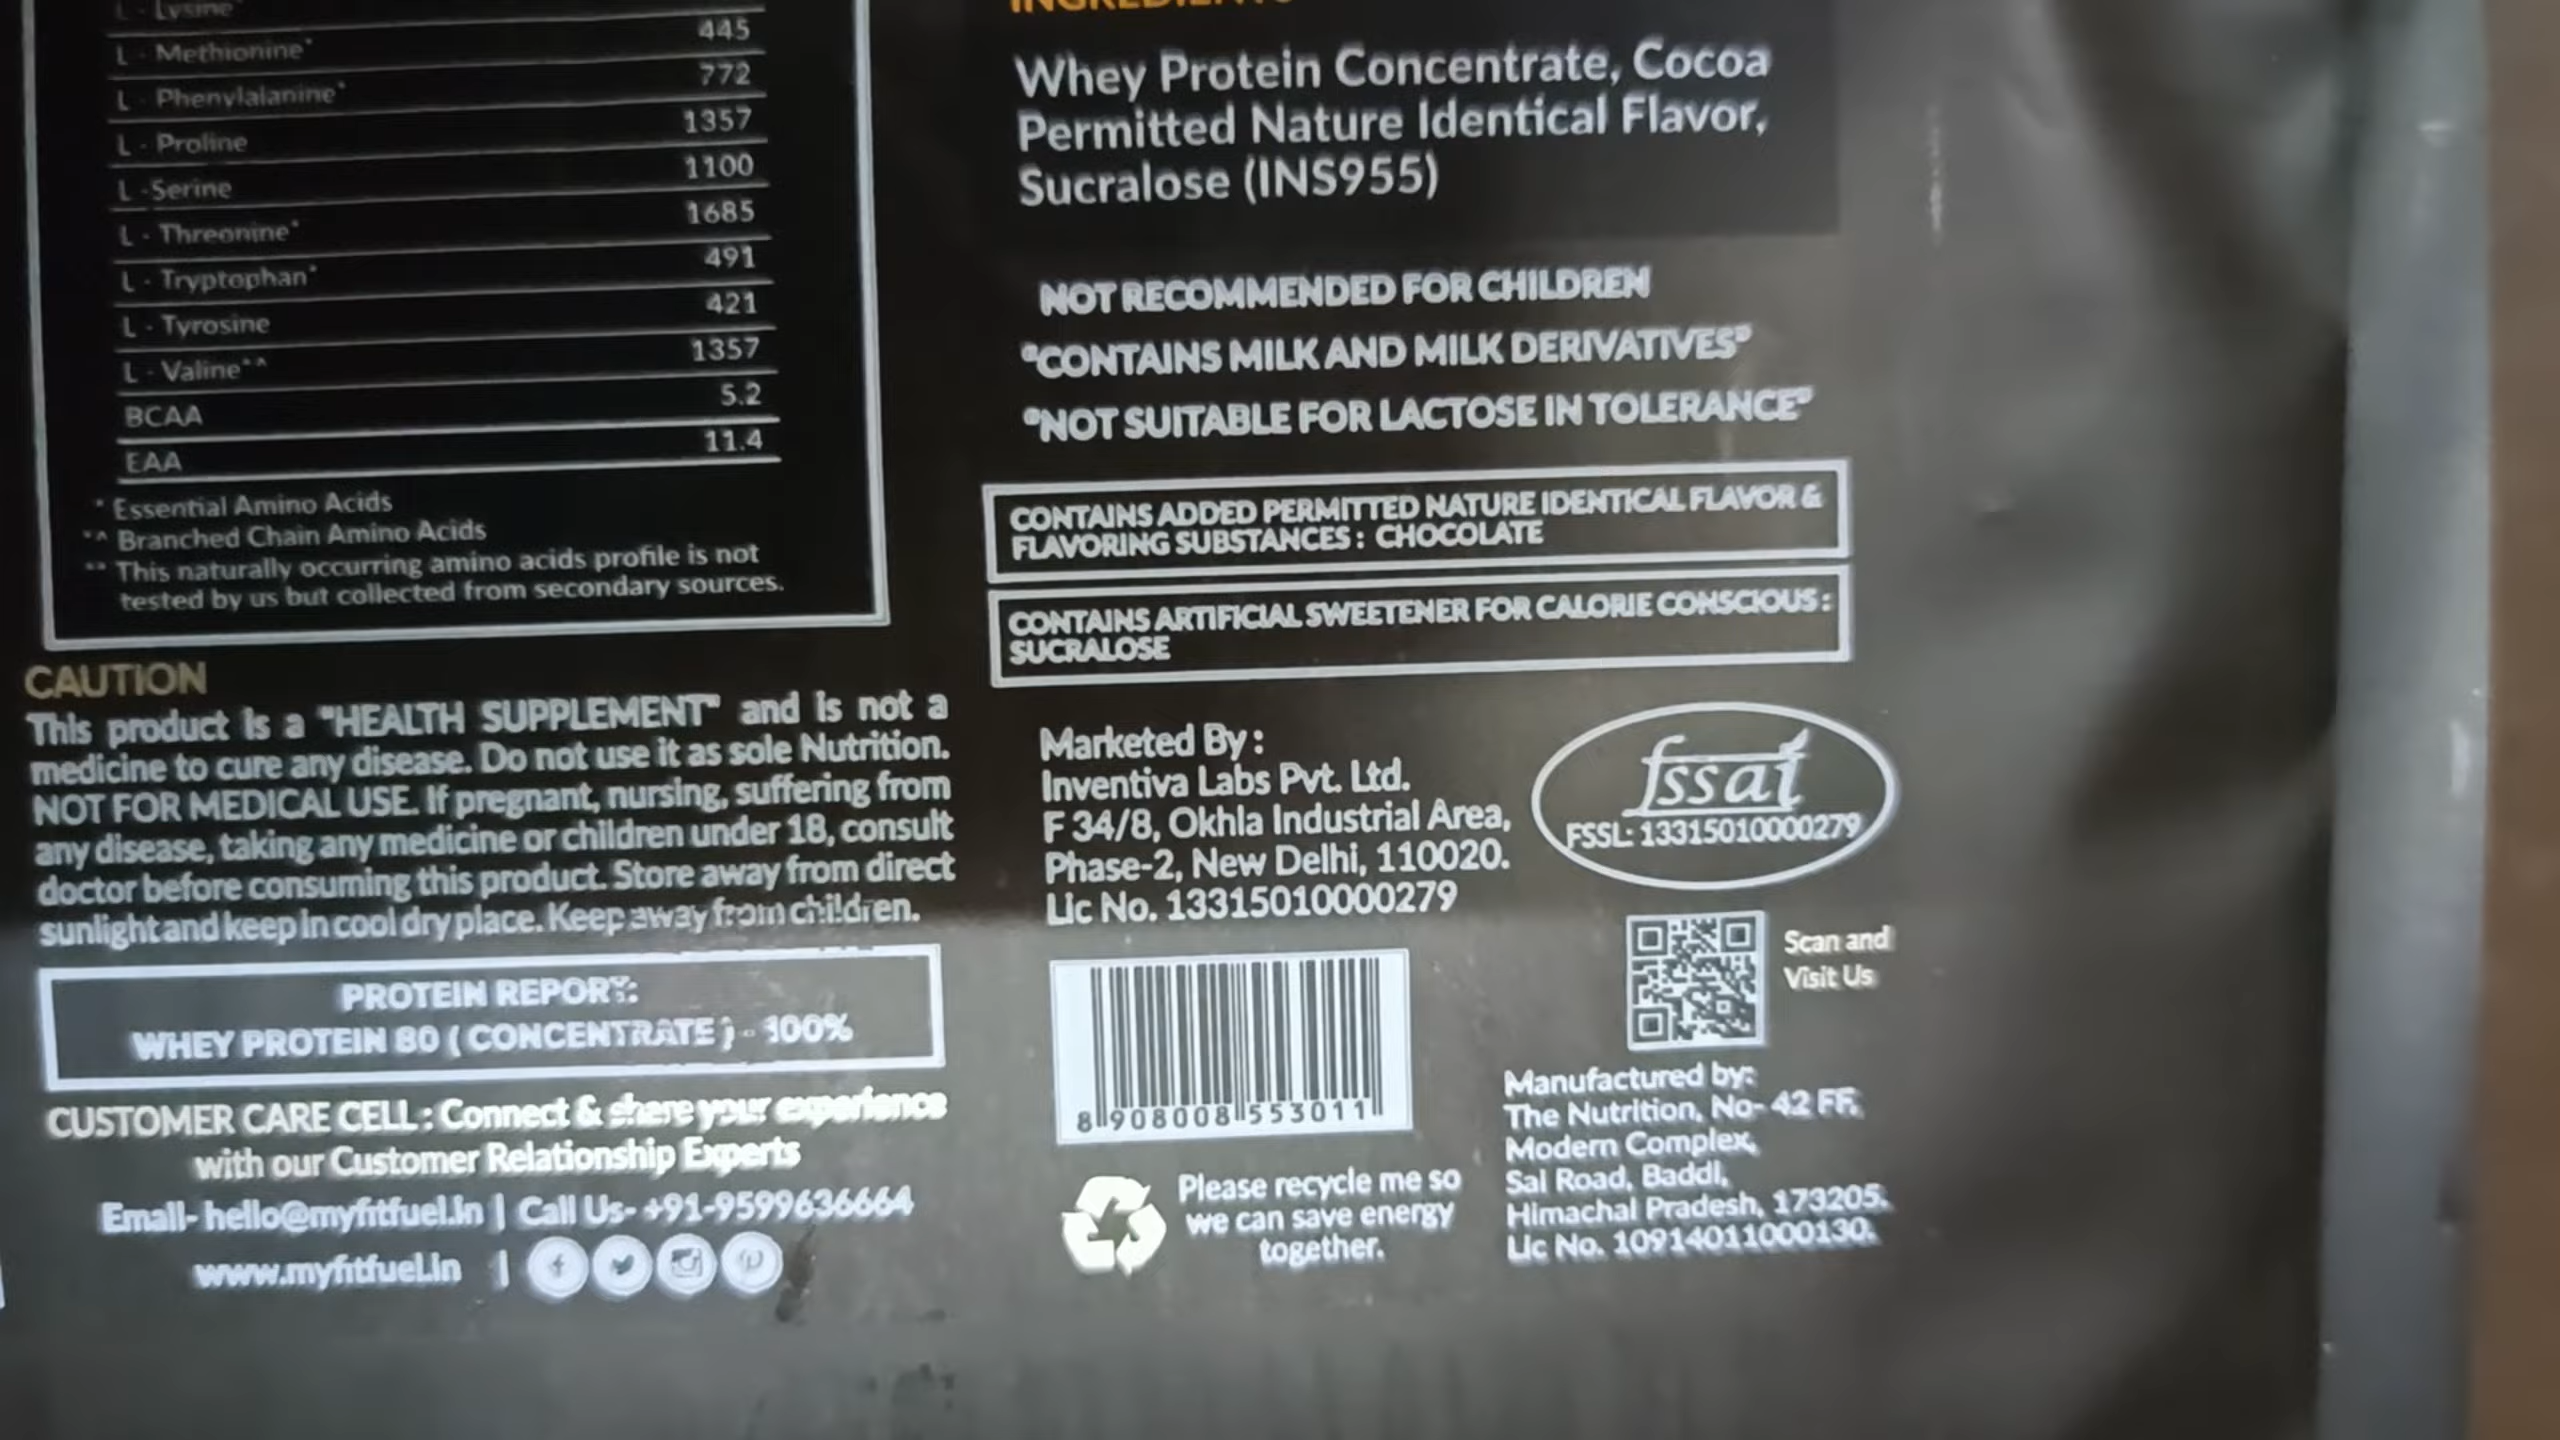 L - Lysine*
L - Methionine* 445
L - Phenylalanine* 772
L - Proline 1357
L -Serine 1100
L - Threonine* 1685
L - Tryptophan* 491
L - Tyrosine 421
L - Valine*^ 1357
BCAA 5.2
EAA 11.4
* Essential Amino Acids
*^ Branched Chain Amino Acids
** This naturally occurring amino acids profile is not
tested by us but collected from secondary sources.
CAUTION
This product is a "HEALTH SUPPLEMENT" and is not a
medicine to cure any disease. Do not use it as sole Nutrition.
NOT FOR MEDICAL USE. If pregnant, nursing, suffering from
any disease, taking any medicine or children under 18, consult
doctor before consuming this product. Store away from direct
sunlight and keep in cool dry place. Keep away from children.
PROTEIN REPORT:
WHEY PROTEIN 80 ( CONCENTRATE ) - 100%
CUSTOMER CARE CELL : Connect & share your experience
with our Customer Relationship Experts
Email- hello@myfitfuel.in | Call Us- +91-9599636664
www.myfitfuel.in |
INGREDIENTS
Whey Protein Concentrate, Cocoa
Permitted Nature Identical Flavor,
Sucralose (INS955)
NOT RECOMMENDED FOR CHILDREN
"CONTAINS MILK AND MILK DERIVATIVES"
"NOT SUITABLE FOR LACTOSE IN TOLERANCE"
CONTAINS ADDED PERMITTED NATURE IDENTICAL FLAVOR &
FLAVORING SUBSTANCES : CHOCOLATE
CONTAINS ARTIFICIAL SWEETENER FOR CALORIE CONSCIOUS :
SUCRALOSE
Marketed By :
Inventiva Labs Pvt. Ltd.
F 34/8, Okhla Industrial Area,
Phase-2, New Delhi, 110020.
Lic No. 13315010000279
fssai
FSSL: 13315010000279
Scan and
Visit Us
8 908008 553011
Please recycle me so
we can save energy
together.
Manufactured by:
The Nutrition, No- 42 FF,
Modern Complex,
Sai Road, Baddi,
Himachal Pradesh, 173205.
Lic No. 10914011000130.